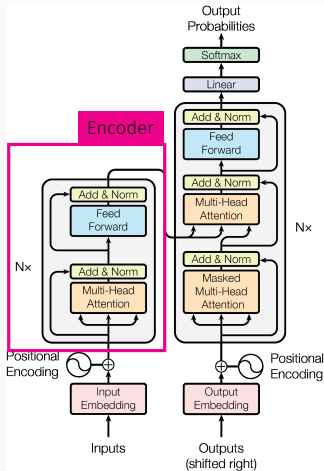 Output
Probabilities
Softmax
Linear
Add & Norm
Feed
Forward
Add & Norm
Multi-Head
Attention
Add & Norm
Masked
Multi-Head
Attention
N×
Positional
Encoding
Output
Embedding
Outputs
(shifted right)
Encoder
Add & Norm
Feed
Forward
N×
Add & Norm
Multi-Head
Attention
Positional
Encoding
Input
Embedding
Inputs